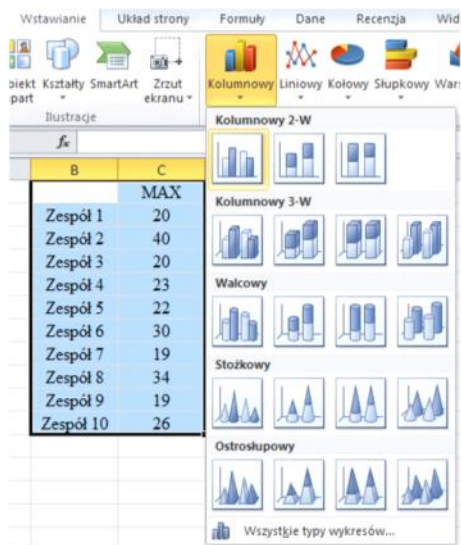 Wstawianie Układ strony Formuły Dane Recenzja Wid
biekt Kształty SmartArt Zrzut Kolumnowy Liniowy Kołowy Słupkowy Wars
part ekranu
Ilustracje
fx
B C
MAX
Zespół 1 20
Zespół 2 40
Zespół 3 20
Zespół 4 23
Zespół 5 22
Zespół 6 30
Zespół 7 19
Zespół 8 34
Zespół 9 19
Zespół 10 26
Kolumnowy 2-W
Kolumnowy 3-W
Walcowy
Stożkowy
Ostrosłupowy
Wszystkie typy wykresów...